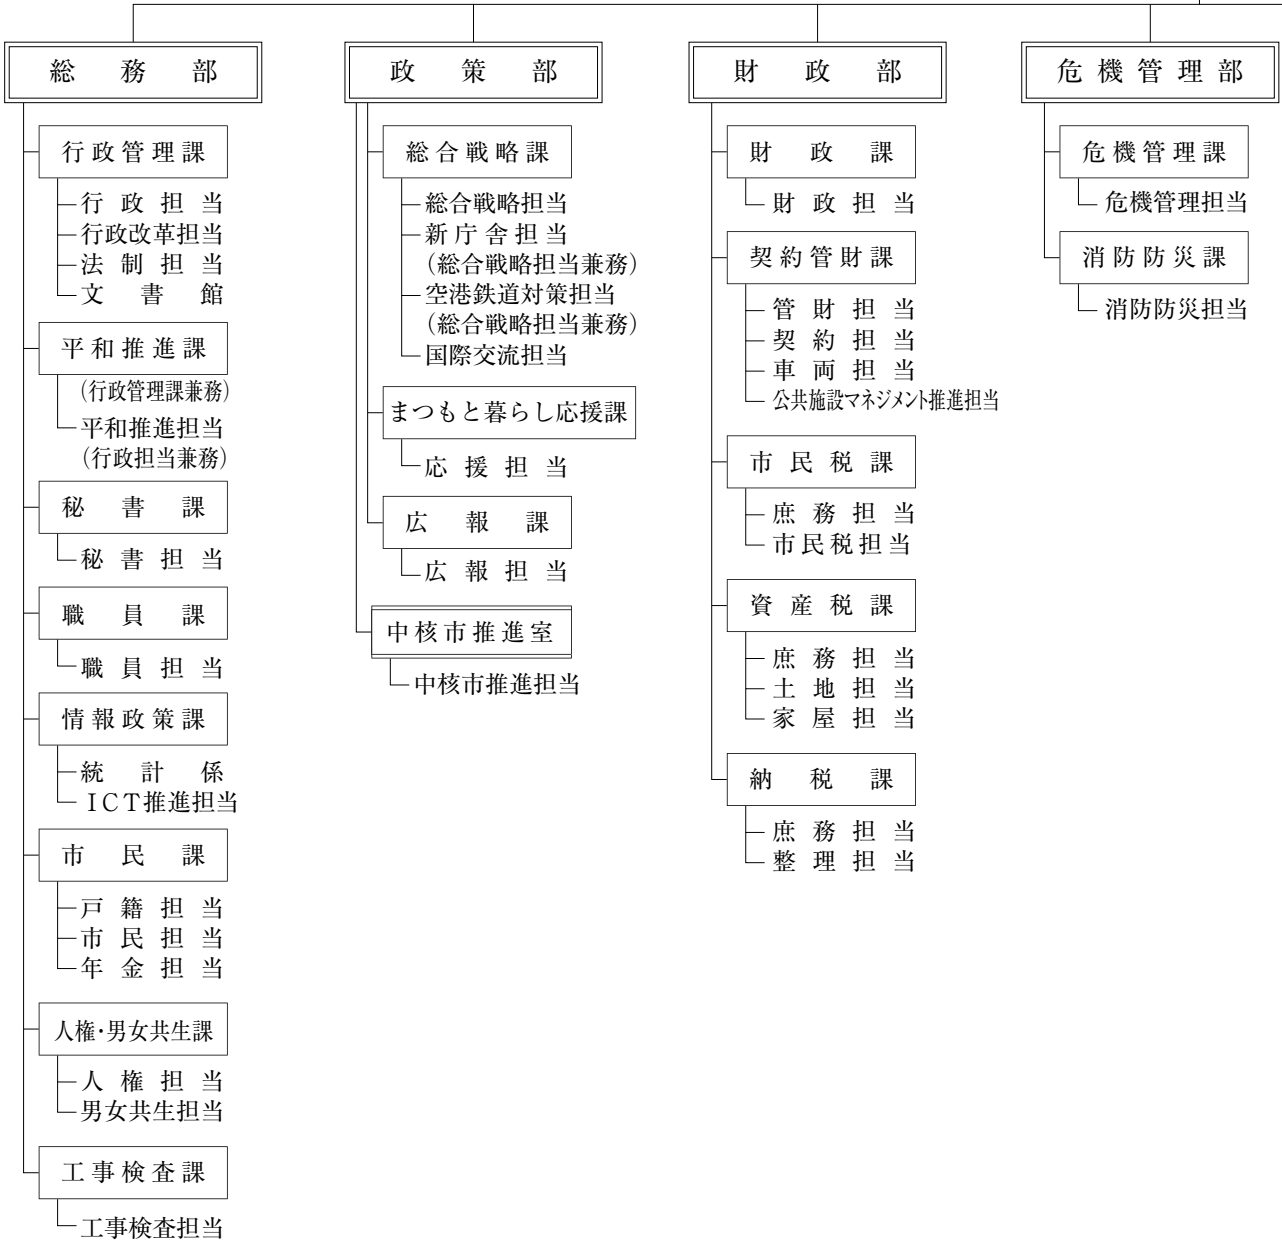 総務部
行政管理課
行政担当
行政改革担当
法制担当
文書館
平和推進課
(行政管理課兼務)
平和推進担当
(行政担当兼務)
秘書課
秘書担当
職員課
職員担当
情報政策課
統計係
ICT推進担当
市民課
戸籍担当
市民担当
年金担当
人権・男女共生課
人権担当
男女共生担当
工事検査課
工事検査担当
政策部
総合戦略課
総合戦略担当
新庁舎担当
(総合戦略担当兼務)
空港鉄道対策担当
(総合戦略担当兼務)
国際交流担当
まつもと暮らし応援課
応援担当
広報課
広報担当
中核市推進室
中核市推進担当
財政部
財政課
財政担当
契約管財課
管財担当
契約担当
車両担当
公共施設マネジメント推進担当
市民税課
庶務担当
市民税担当
資産税課
庶務担当
土地担当
家屋担当
納税課
庶務担当
整理担当
危機管理部
危機管理課
危機管理担当
消防防災課
消防防災担当